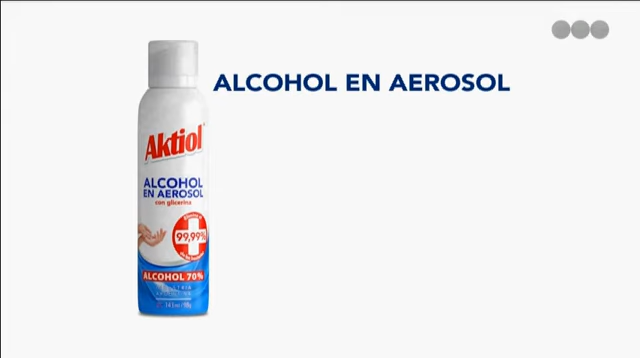 ALCOHOL EN AEROSOL
Aktiol
ALCOHOL
EN AEROSOL
con glicerina
99,99%
ALCOHOL 70%